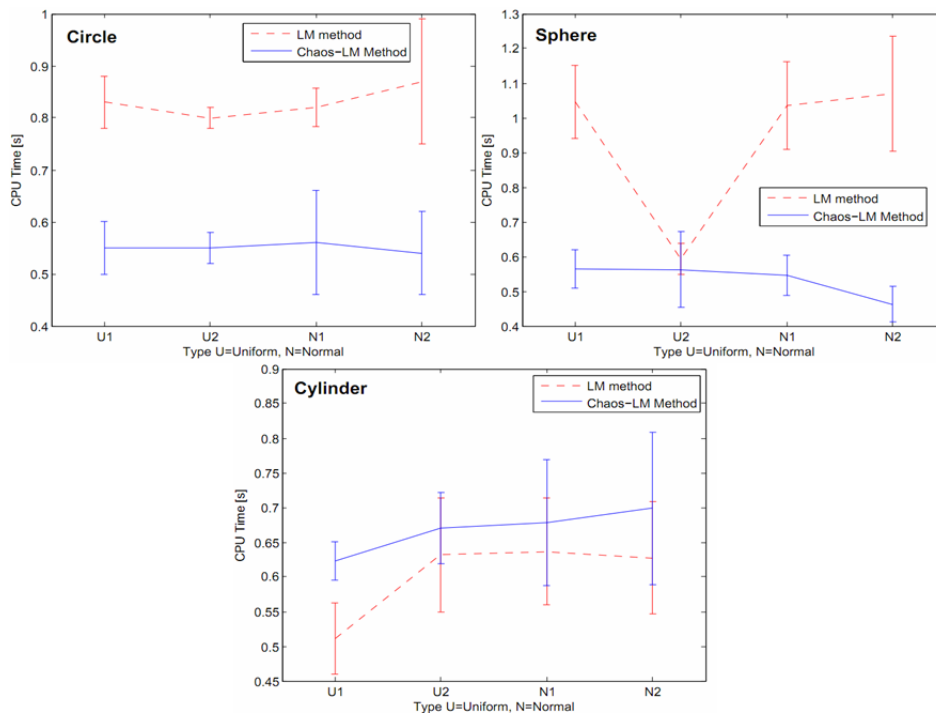 Circle
LM method
Chaos-LM Method
CPU Time [s]
1
0.9
0.8
0.7
0.6
0.5
0.4
U1 U2 N1 N2
Type U=Uniform, N=Normal
Sphere
LM method
Chaos-LM Method
CPU Time [s]
1.3
1.2
1.1
1
0.9
0.8
0.7
0.6
0.5
0.4
U1 U2 N1 N2
Type U=Uniform, N=Normal
Cylinder
LM method
Chaos-LM Method
CPU Time [s]
0.9
0.85
0.8
0.75
0.7
0.65
0.6
0.55
0.5
0.45
U1 U2 N1 N2
Type U=Uniform, N=Normal